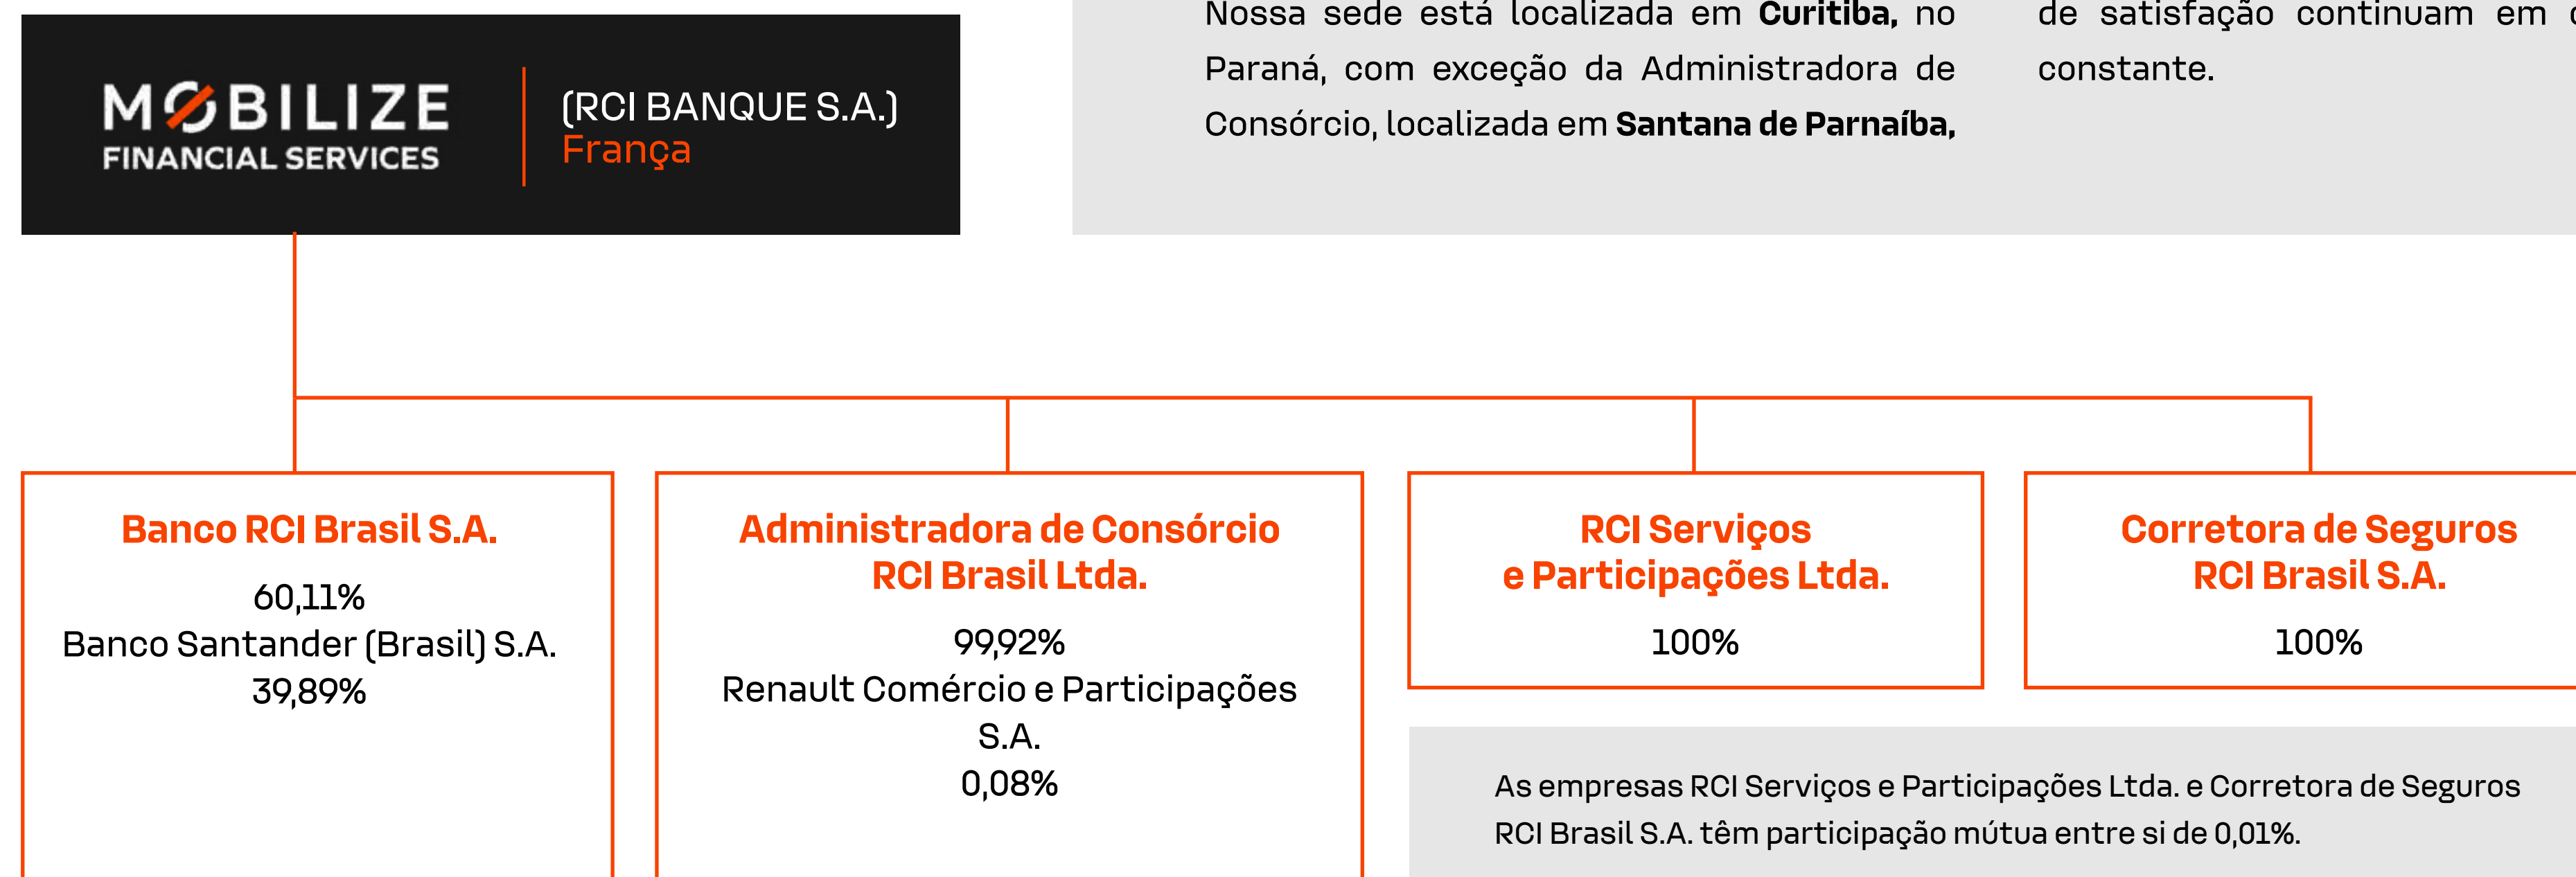 MOBILIZE
FINANCIAL SERVICES
(RCI BANQUE S.A.)
França
Nossa sede está localizada em Curitiba, no
Paraná, com exceção da Administradora de
Consórcio, localizada em Santana de Parnaíba,
de satisfação continuam em
constante.
Banco RCI Brasil S.A.
60,11%
Banco Santander (Brasil) S.A.
39,89%
Administradora de Consórcio
RCI Brasil Ltda.
99,92%
Renault Comércio e Participações
S.A.
0,08%
RCI Serviços
e Participações Ltda.
100%
Corretora de Seguros
RCI Brasil S.A.
100%
As empresas RCI Serviços e Participações Ltda. e Corretora de Seguros
RCI Brasil S.A. têm participação mútua entre si de 0,01%.